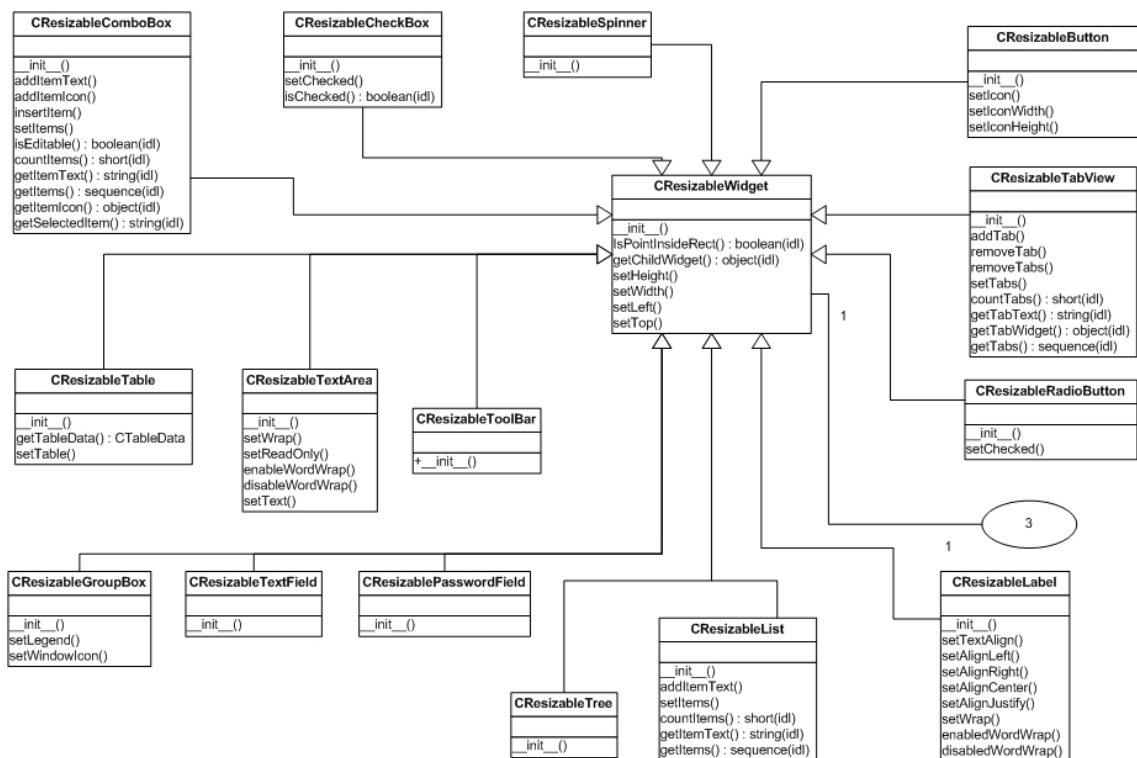 CResizableComboBox
__init__()
addItemText()
addItemIcon()
insertItem()
setItems()
isEditable() : boolean(idl)
countItems() : short(idl)
getItemText() : string(idl)
getItems() : sequence(idl)
getItemIcon() : object(idl)
getSelectedItem() : string(idl)
CResizableCheckBox
__init__()
setChecked()
isChecked() : boolean(idl)
CResizableSpinner
__init__()
CResizableButton
__init__()
setIcon()
setIconWidth()
setIconHeight()
CResizableWidget
__init__()
IsPointInsideRect() : boolean(idl)
getChildWidget() : object(idl)
setHeight()
setWidth()
setLeft()
setTop()
CResizableTabView
__init__()
addTab()
removeTab()
removeTabs()
setTabs()
countTabs() : short(idl)
getTabText() : string(idl)
getTabWidget() : object(idl)
getTabs() : sequence(idl)
1
CResizableTable
__init__()
getTableData() : CTableData
setTable()
CResizableTextArea
__init__()
setWrap()
setReadOnly()
enableWordWrap()
disableWordWrap()
setText()
CResizableToolBar
+__init__()
CResizableRadioButton
__init__()
setChecked()
3
1
CResizableGroupBox
__init__()
setLegend()
setWindowIcon()
CResizableTextField
__init__()
CResizablePasswordField
__init__()
CResizableTree
__init__()
CResizableList
__init__()
addItemText()
setItems()
countItems() : short(idl)
getItemText() : string(idl)
getItems() : sequence(idl)
CResizableLabel
__init__()
setTextAlign()
setAlignLeft()
setAlignRight()
setAlignCenter()
setAlignJustify()
setWrap()
enabledWordWrap()
disabledWordWrap()